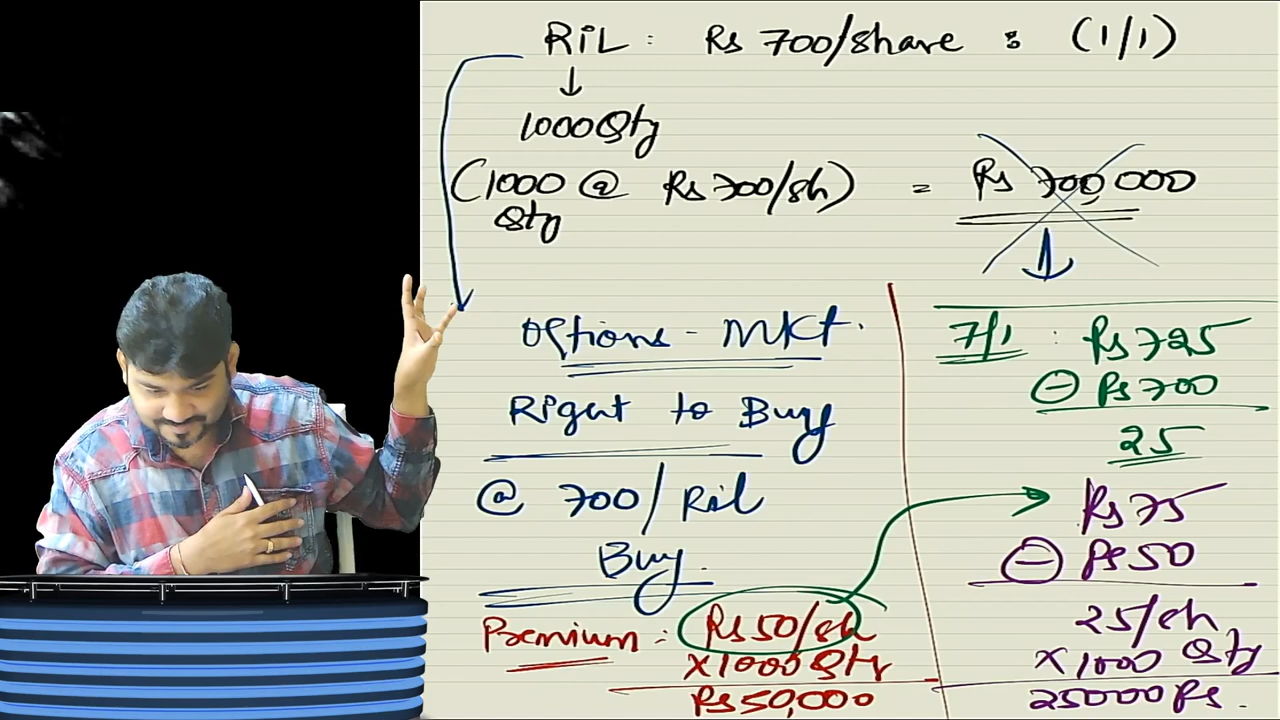 RIL : Rs 700/share : (1/1)
1000 Qty
(1000 @ Rs 700/sh) = Rs 700,000
Qty
Options - Mkt.
Right to Buy
@ 700/Ril
Buy.
Premium : Rs 50/sh
x 1000 Qty
Rs 50,000
7/1 : Rs 725
- Rs 700
25
Rs 75
- Rs 50
25/sh
x 1000 Qty
25000 Rs.